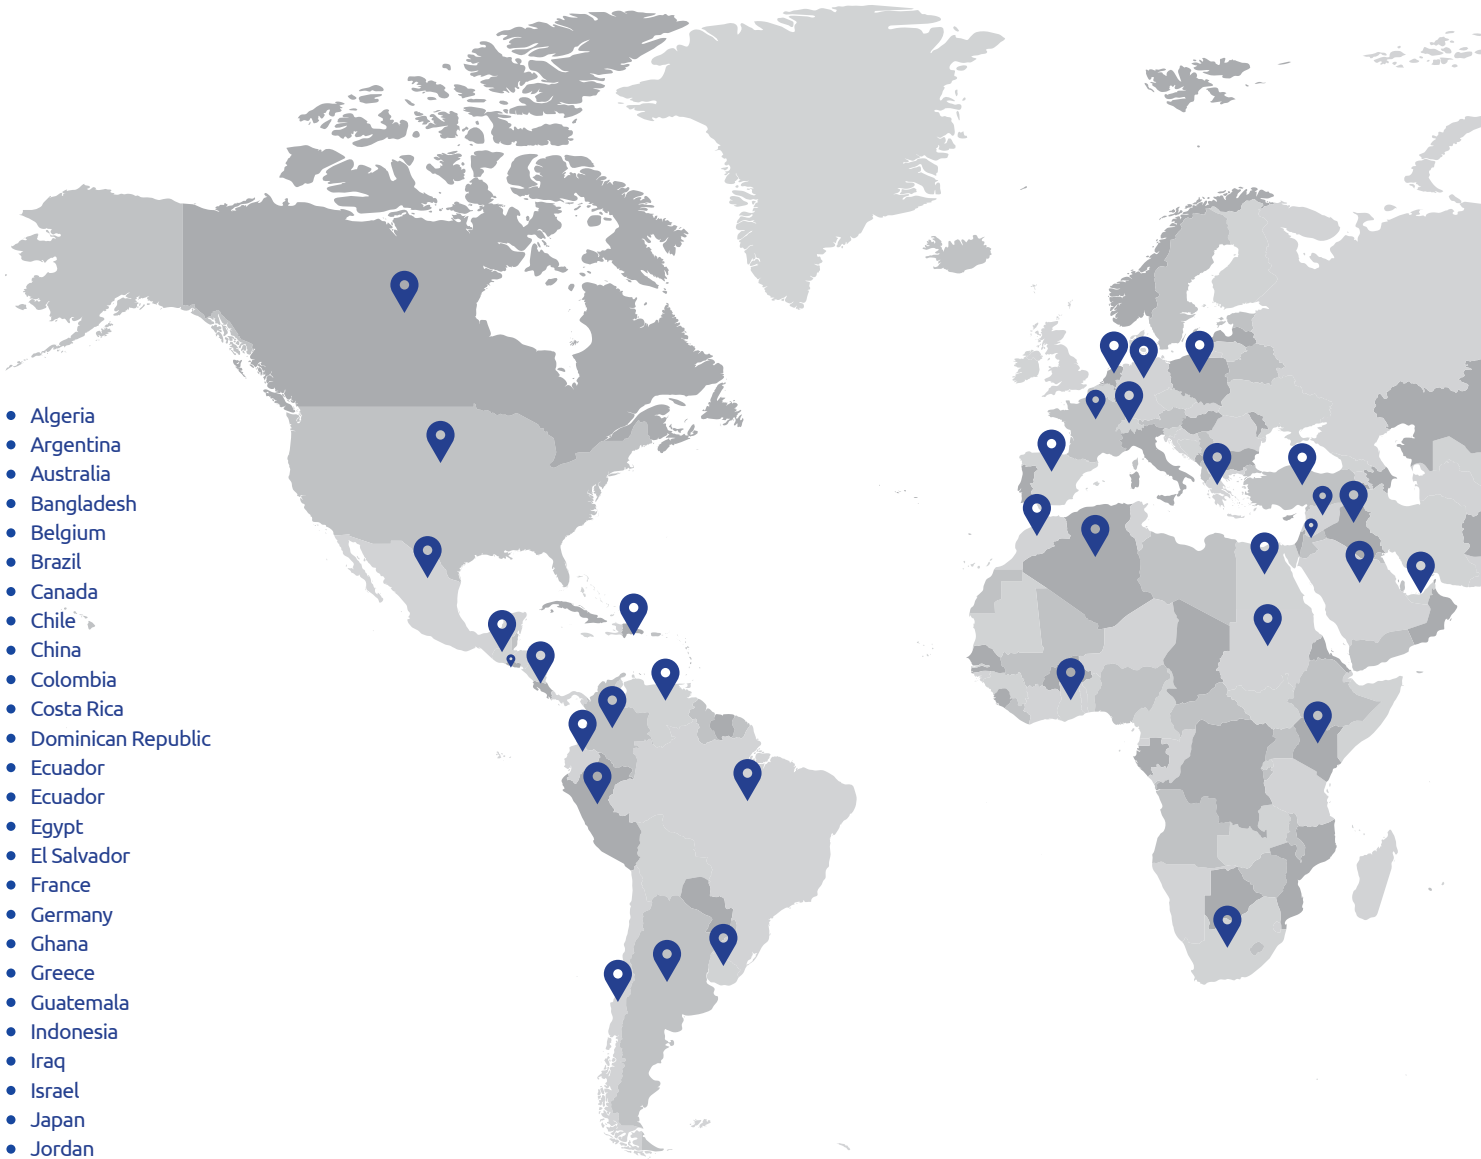 Algeria
Argentina
Australia
Bangladesh
Belgium
Brazil
Canada
Chile
China
Colombia
Costa Rica
Dominican Republic
Ecuador
Ecuador
Egypt
El Salvador
France
Germany
Ghana
Greece
Guatemala
Indonesia
Iraq
Israel
Japan
Jordan